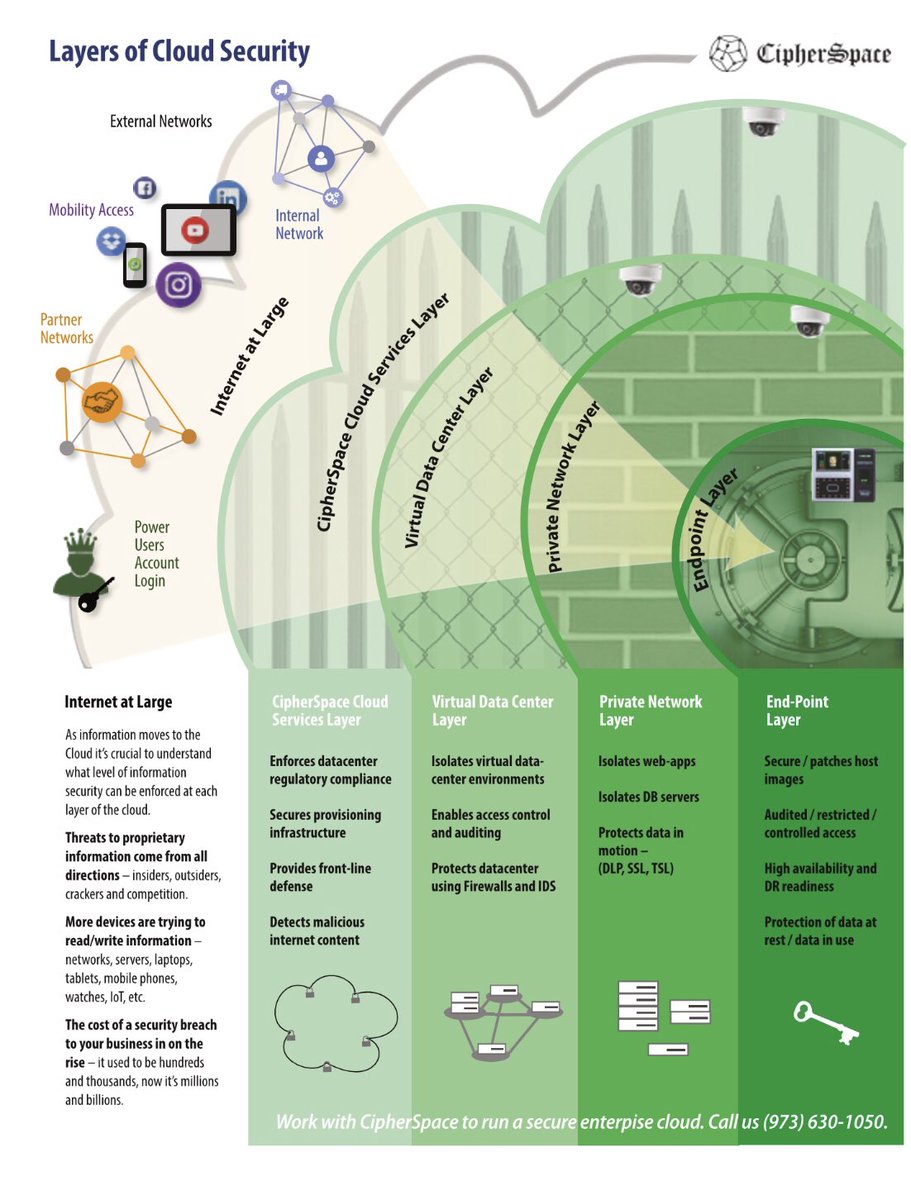 Layers of Cloud Security
CipherSpace
External Networks
Mobility Access
Internal
Network
Partner
Networks
Power
Users
Account
Login
Internet at Large
CipherSpace Cloud Services Layer
Virtual Data Center Layer
Private Network Layer
Endpoint Layer
Internet at Large
As information moves to the
Cloud it's crucial to understand
what level of information
security can be enforced at each
layer of the cloud.
Threats to proprietary
information come from all
directions – insiders, outsiders,
crackers and competition.
More devices are trying to
read/write information –
networks, servers, laptops,
tablets, mobile phones,
watches, IoT, etc.
The cost of a security breach
to your business in on the
rise – it used to be hundreds
and thousands, now it's millions
and billions.
CipherSpace Cloud
Services Layer
Enforces datacenter
regulatory compliance
Secures provisioning
infrastructure
Provides front-line
defense
Detects malicious
internet content
Virtual Data Center
Layer
Isolates virtual data-
center environments
Enables access control
and auditing
Protects datacenter
using Firewalls and IDS
Private Network
Layer
Isolates web-apps
Isolates DB servers
Protects data in
motion –
(DLP, SSL, TSL)
End-Point
Layer
Secure / patches host
images
Audited / restricted /
controlled access
High availability and
DR readiness
Protection of data at
rest / data in use
Work with CipherSpace to run a secure enterpise cloud. Call us (973) 630-1050.